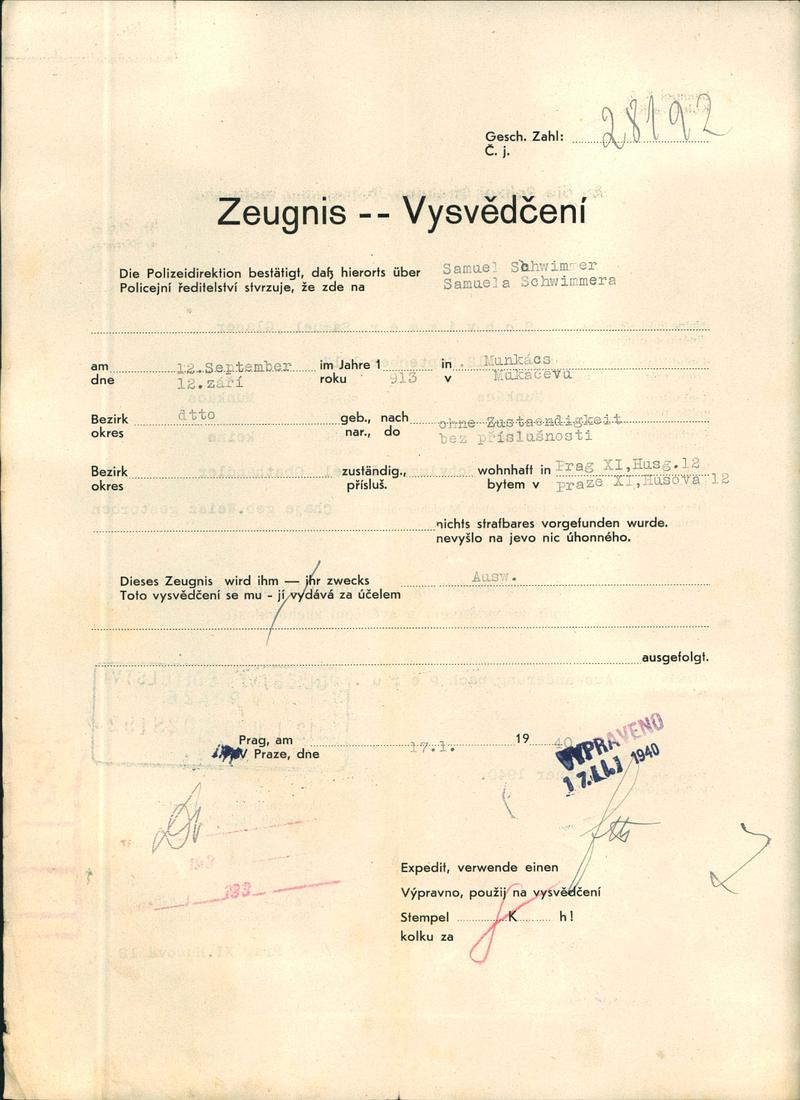 Gesch. Zahl: 28192
Č. j.
Zeugnis -- Vysvědčení
Die Polizeidirektion bestätigt, daß hierorts über Samuel Schwimmer
Policejní ředitelství stvrzuje, že zde na Samuela Schwimmera
am 12.September im Jahre 1 in Munkács
dne 12.září roku 913 v Mukačevu
Bezirk dtto geb., nach ohne Zustaendigkeit
okres nar., do bez příslušnosti
Bezirk zuständig., wohnhaft in Prag XI,Husg.12
okres přísluš. bytem v praze XI,Husova 12
nichts strafbares vorgefunden wurde.
nevyšlo na jevo nic úhonného.
Dieses Zeugnis wird ihm — ihr zwecks Ausw.
Toto vysvědčení se mu - jí vydává za účelem
ausgefolgt.
Prag, am 17.1. 19 40
V Praze, dne
VYPRAVENO
17.I.1940
Expedit, verwende einen
Výpravno, použij na vysvědčení
Stempel K h!
kolku za